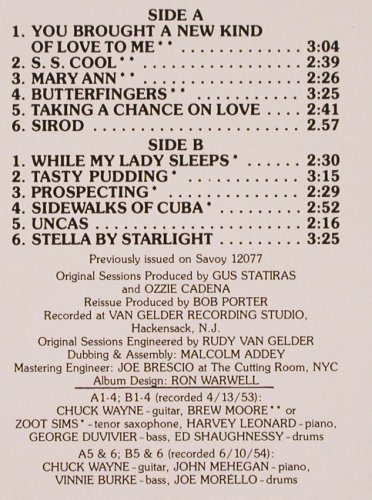 SIDE A
1. YOU BROUGHT A NEW KIND
OF LOVE TO ME** ........ 3:04
2. S. S. COOL** ........ 2:39
3. MARY ANN** ........ 2:26
4. BUTTERFINGERS** ........ 3:25
5. TAKING A CHANCE ON LOVE .. 2:41
6. SIROD ........ 2.57
SIDE B
1. WHILE MY LADY SLEEPS* ..... 2:30
2. TASTY PUDDING* ........ 3:15
3. PROSPECTING* ........ 2:29
4. SIDEWALKS OF CUBA* ........ 2:52
5. UNCAS ........ 2:16
6. STELLA BY STARLIGHT ........ 3:25
Previously issued on Savoy 12077
Original Sessions Produced by GUS STATIRAS
and OZZIE CADENA
Reissue Produced by BOB PORTER
Recorded at VAN GELDER RECORDING STUDIO,
Hackensack, N.J.
Original Sessions Engineered by RUDY VAN GELDER
Dubbing & Assembly: MALCOLM ADDEY
Mastering Engineer: JOE BRESCIO at The Cutting Room, NYC
Album Design: RON WARWELL
A1-4; B1-4 (recorded 4/13/53):
CHUCK WAYNE-guitar, BREW MOORE** or
ZOOT SIMS*-tenor saxophone, HARVEY LEONARD-piano,
GEORGE DUVIVIER-bass, ED SHAUGHNESSY-drums
A5 & 6; B5 & 6 (recorded 6/10/54):
CHUCK WAYNE-guitar, JOHN MEHEGAN-piano,
VINNIE BURKE-bass, JOE MORELLO-drums